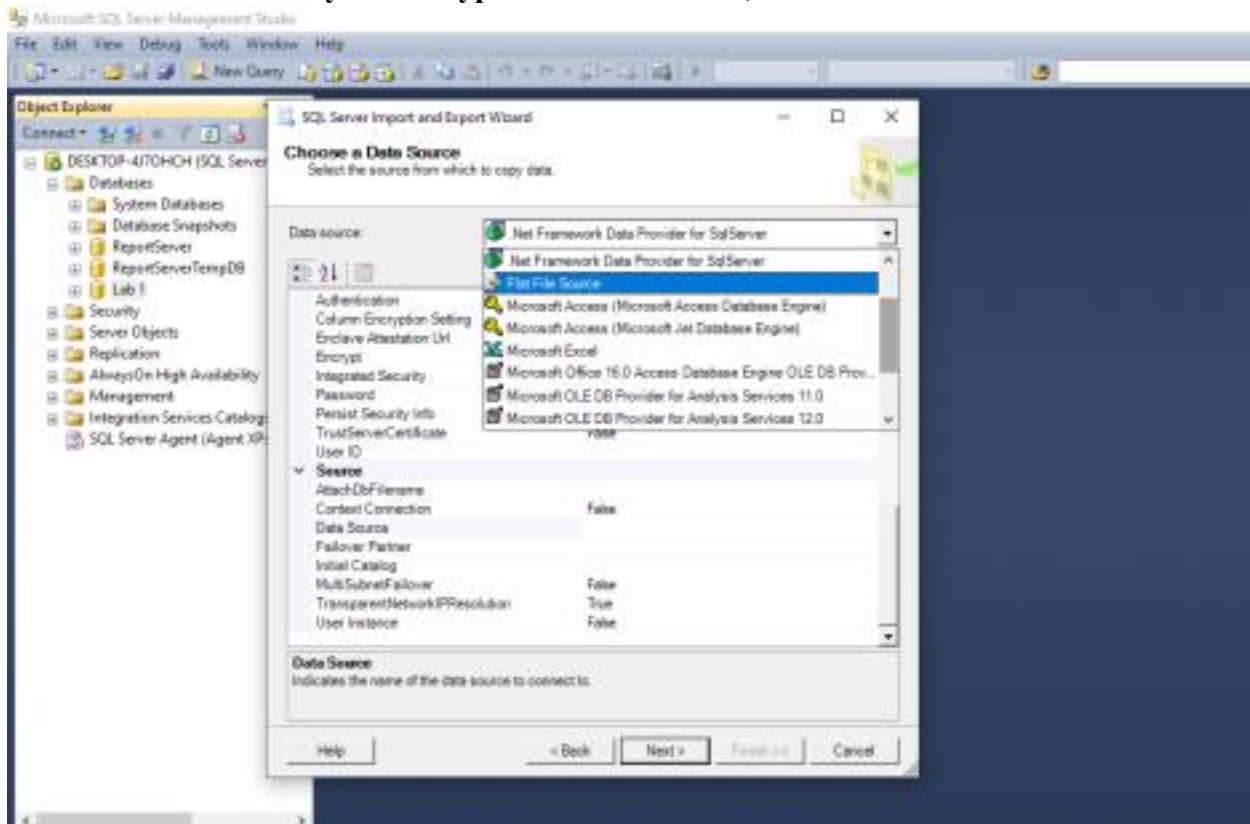 Microsoft SQL Server Management Studio
File Edit View Debug Tools Window Help
New Query
Object Explorer
Connect
DESKTOP-4J7OHCH (SQL Server
Databases
System Databases
Database Snapshots
ReportServer
ReportServerTempDB
Lab 1
Security
Server Objects
Replication
AlwaysOn High Availability
Management
Integration Services Catalogs
SQL Server Agent (Agent XPs
SQL Server Import and Export Wizard
Choose a Data Source
Select the source from which to copy data.
Data source:
.Net Framework Data Provider for SqlServer
.Net Framework Data Provider for SqlServer
Flat File Source
Microsoft Access (Microsoft Access Database Engine)
Microsoft Access (Microsoft Jet Database Engine)
Microsoft Excel
Microsoft Office 16.0 Access Database Engine OLE DB Prov...
Microsoft OLE DB Provider for Analysis Services 11.0
Microsoft OLE DB Provider for Analysis Services 12.0
Authentication
Column Encryption Setting
Enclave Attestation Url
Encrypt
Integrated Security
Password
Persist Security Info
TrustServerCertificate False
User ID
Source
AttachDbFilename
Context Connection False
Data Source
Failover Partner
Initial Catalog
MultiSubnetFailover False
TransparentNetworkIPResolution True
User Instance False
Data Source
Indicates the name of the data source to connect to.
Help
< Back
Next >
Cancel